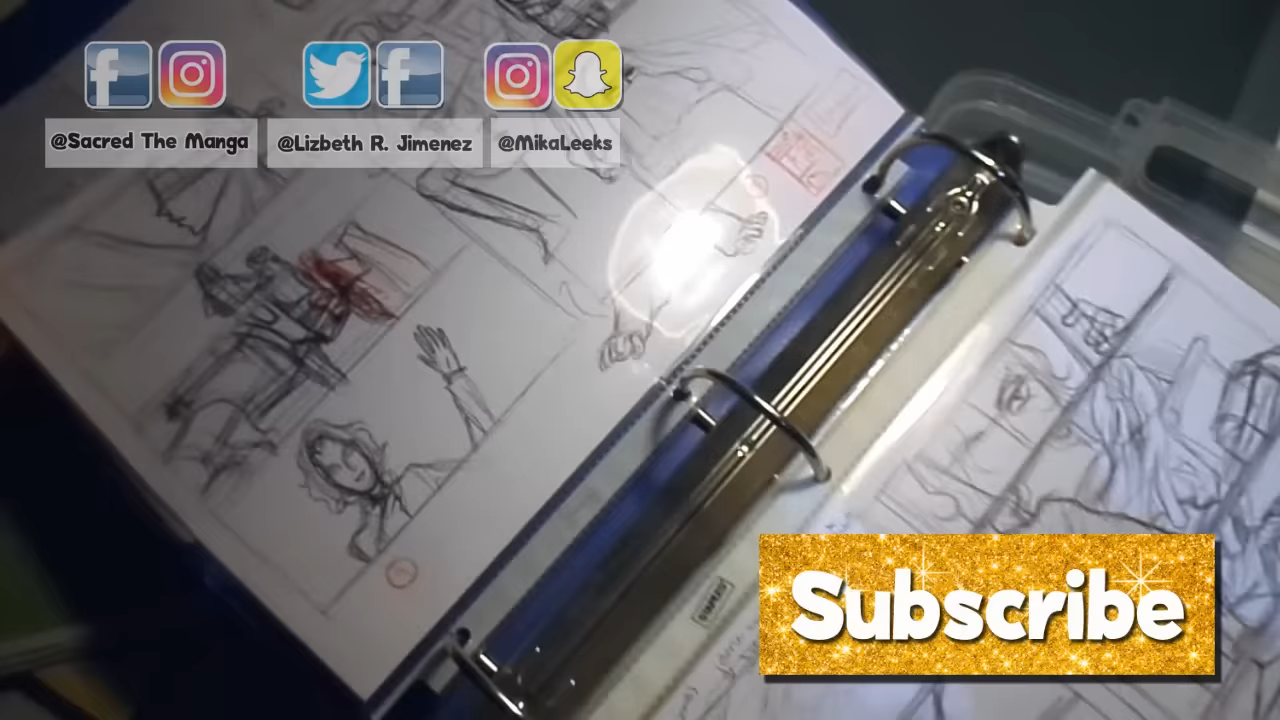 @Sacred The Manga
@Lizbeth R. Jimenez
@MikaLeeks
Subscribe